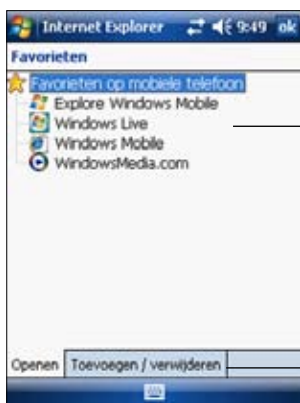 Internet Explorer 9:49 ok
Favorieten
Favorieten op mobiele telefoon
Explore Windows Mobile
Windows Live
Windows Mobile
WindowsMedia.com
Openen Toevoegen / verwijderen